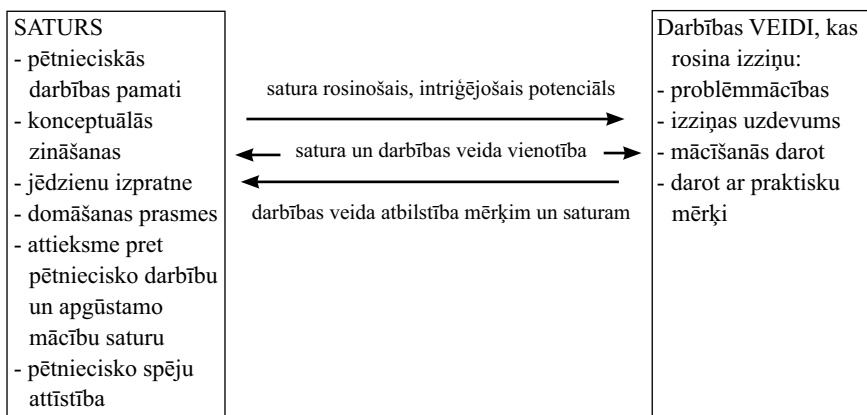 SATURS
- pētnieciskās
darbības pamati
- konceptuālās
zināšanas
- jēdzienu izpratne
- domāšanas prasmes
- attieksme pret
pētniecisko darbību
un apgūstamo
mācību saturu
- pētniecisko spēju
attīstība
satura rosinošais, intriģējošais potenciāls
satura un darbības veida vienotība
darbības veida atbilstība mērķim un saturam
Darbības VEIDI, kas
rosina izziņu:
- problēmmācības
- izziņas uzdevums
- mācīšanās darot
- darot ar praktisku
mērķi